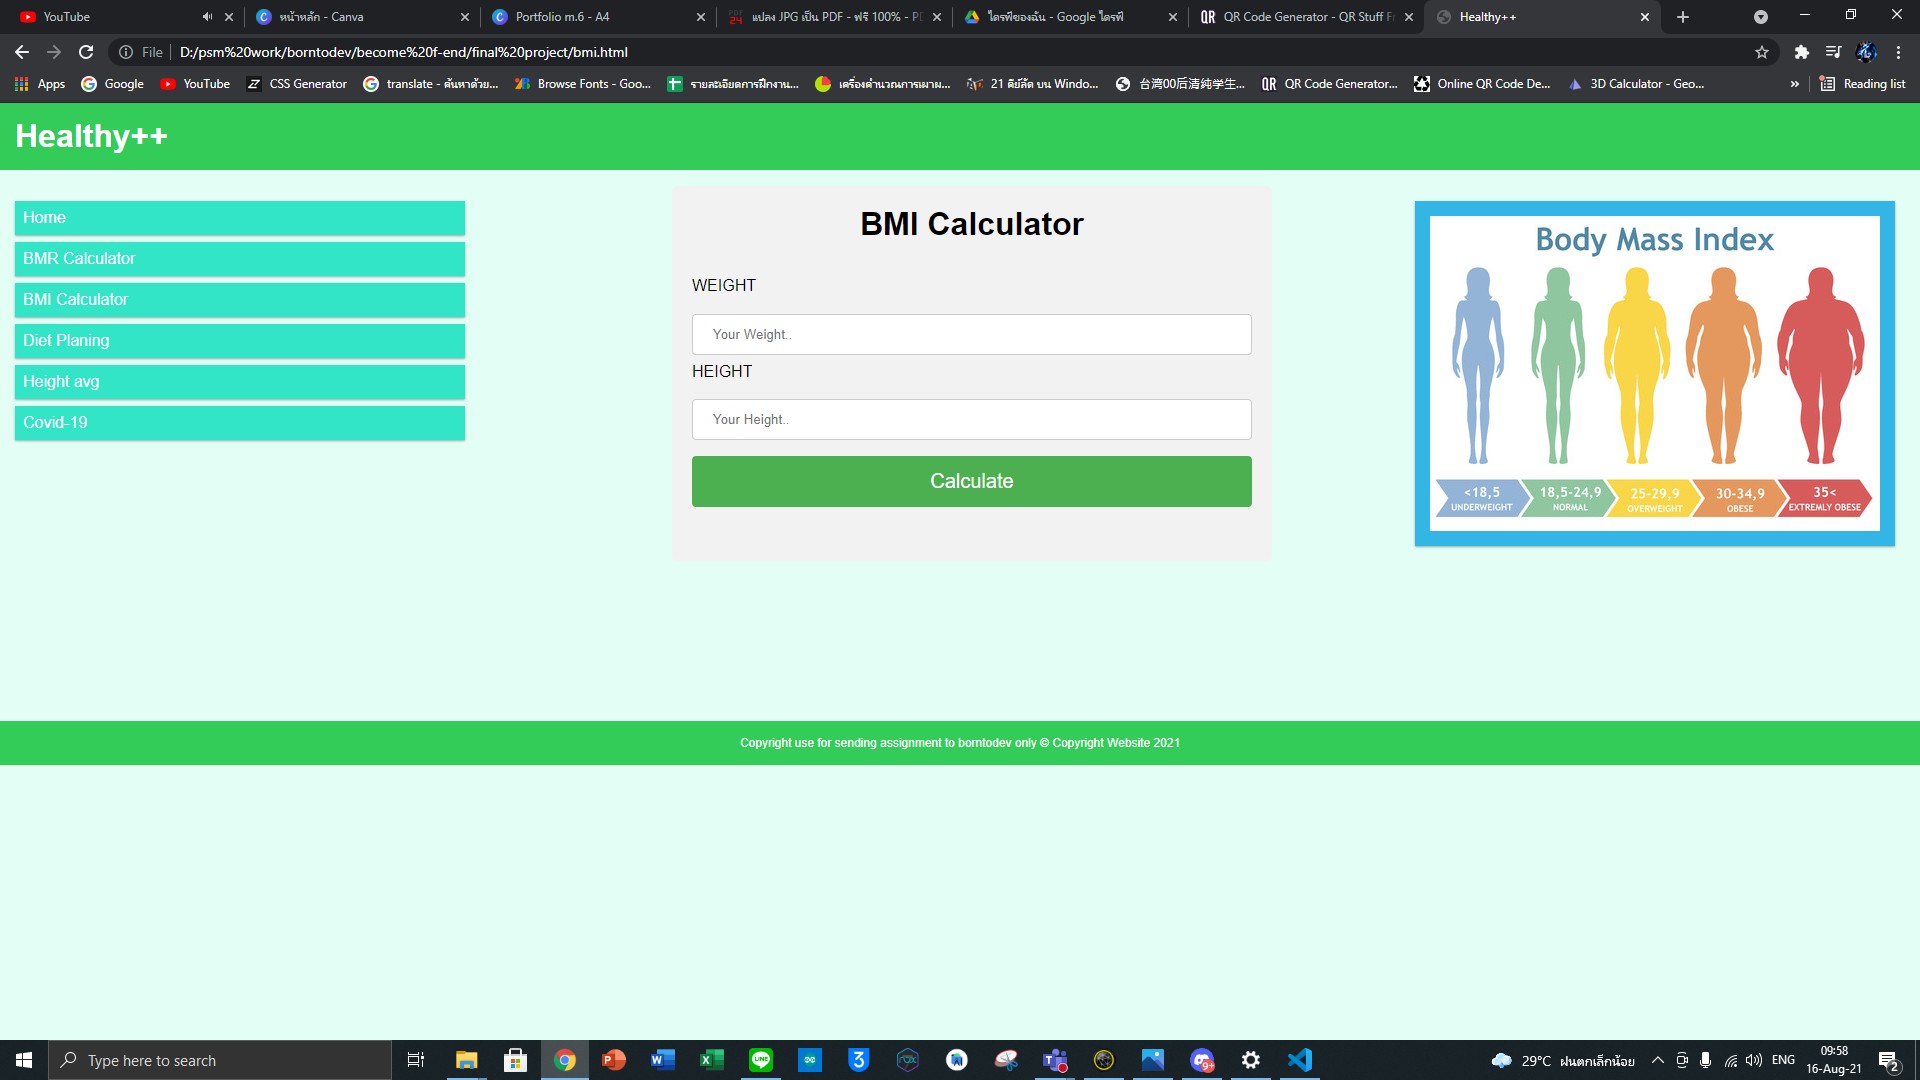 YouTube
หน้าหลัก - Canva
Portfolio m.6 - A4
แปลง JPG เป็น PDF - ฟรี 100% - PD
ไดรฟ์ของฉัน - Google ไดรฟ์
QR QR Code Generator - QR Stuff Fr
Healthy++
File D:/psm%20work/borntodev/become%20f-end/final%20project/bmi.html
Apps Google YouTube CSS Generator translate - ค้นหาด้วย... Browse Fonts - Goo... รายละเอียดการฝึกงาน... เครื่องคำนวณการเผาผ... 21 คีย์ลัด บน Windo... 台湾00后清纯学生... QR QR Code Generator... Online QR Code De... 3D Calculator - Geo... » Reading list
Healthy++
Home
BMR Calculator
BMI Calculator
Diet Planing
Height avg
Covid-19
BMI Calculator
WEIGHT
Your Weight..
HEIGHT
Your Height..
Calculate
Body Mass Index
<18,5 18,5-24,9 25-29,9 30-34,9 35<
UNDERWEIGHT NORMAL OVERWEIGHT OBESE EXTREMLY OBESE
Copyright use for sending assignment to borntodev only © Copyright Website 2021
Type here to search
29°C ฝนตกเล็กน้อย
ENG
09:58
16-Aug-21
2